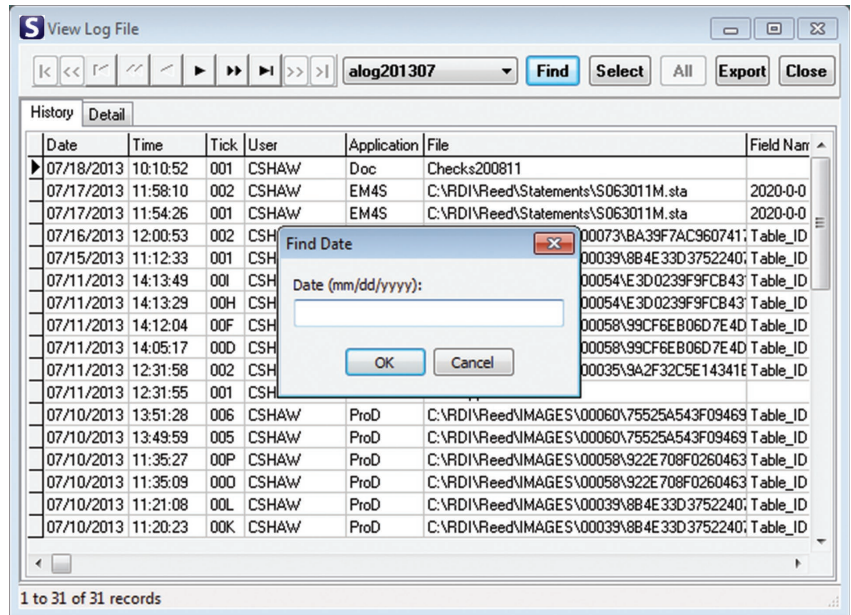 S View Log File
alog201307 Find Select All Export Close
History Detail
Date Time Tick User Application File Field Nam
07/18/2013 10:10:52 001 CSHAW Doc Checks200811
07/17/2013 11:58:10 002 CSHAW EM4S C:\RDI\Reed\Statements\S063011M.sta 2020-0-0
07/17/2013 11:54:26 001 CSHAW EM4S C:\RDI\Reed\Statements\S063011M.sta 2020-0-0
07/16/2013 12:00:53 002 CSH 00073\BA39F7AC9607417 Table_ID
07/15/2013 11:12:33 001 CSH 00039\8B4E33D37522407 Table_ID
07/11/2013 14:13:49 00I CSH 00054\E3D0239F9FCB43 Table_ID
07/11/2013 14:13:29 00H CSH 00054\E3D0239F9FCB43 Table_ID
07/11/2013 14:12:04 00F CSH 00058\99CF6EB06D7E4D Table_ID
07/11/2013 14:05:17 00D CSH 00058\99CF6EB06D7E4D Table_ID
07/11/2013 12:31:58 002 CSH 00035\9A2F32C5E14341E Table_ID
07/11/2013 12:31:55 001 CSH
07/10/2013 13:51:28 006 CSHAW ProD C:\RDI\Reed\IMAGES\00060\75525A543F09469 Table_ID
07/10/2013 13:49:59 005 CSHAW ProD C:\RDI\Reed\IMAGES\00060\75525A543F09469 Table_ID
07/10/2013 11:35:27 00P CSHAW ProD C:\RDI\Reed\IMAGES\00058\922E708F0260463 Table_ID
07/10/2013 11:35:09 00O CSHAW ProD C:\RDI\Reed\IMAGES\00058\922E708F0260463 Table_ID
07/10/2013 11:21:08 00L CSHAW ProD C:\RDI\Reed\IMAGES\00039\8B4E33D37522407 Table_ID
07/10/2013 11:20:23 00K CSHAW ProD C:\RDI\Reed\IMAGES\00039\8B4E33D37522407 Table_ID
Find Date
Date (mm/dd/yyyy):
OK Cancel
1 to 31 of 31 records